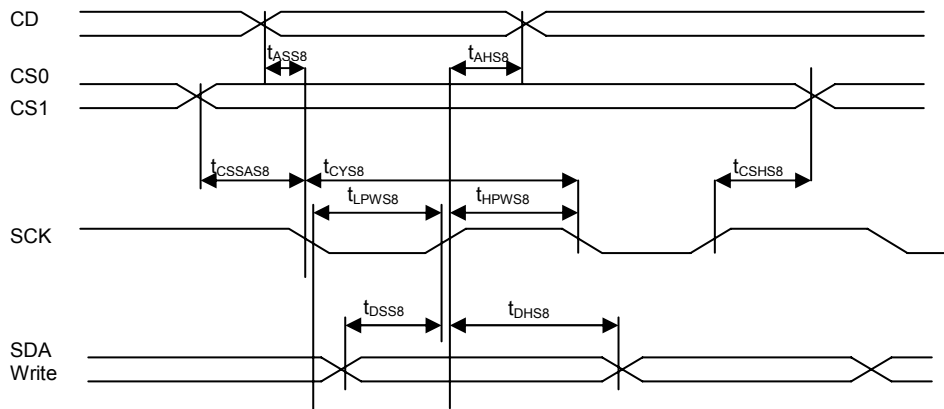 CD
tASS8 tAHS8
CS0
CS1
tCSSAS8 tCYS8 tCSHS8
tLPWS8 tHPWS8
SCK
tDSS8 tDHS8
SDA
Write